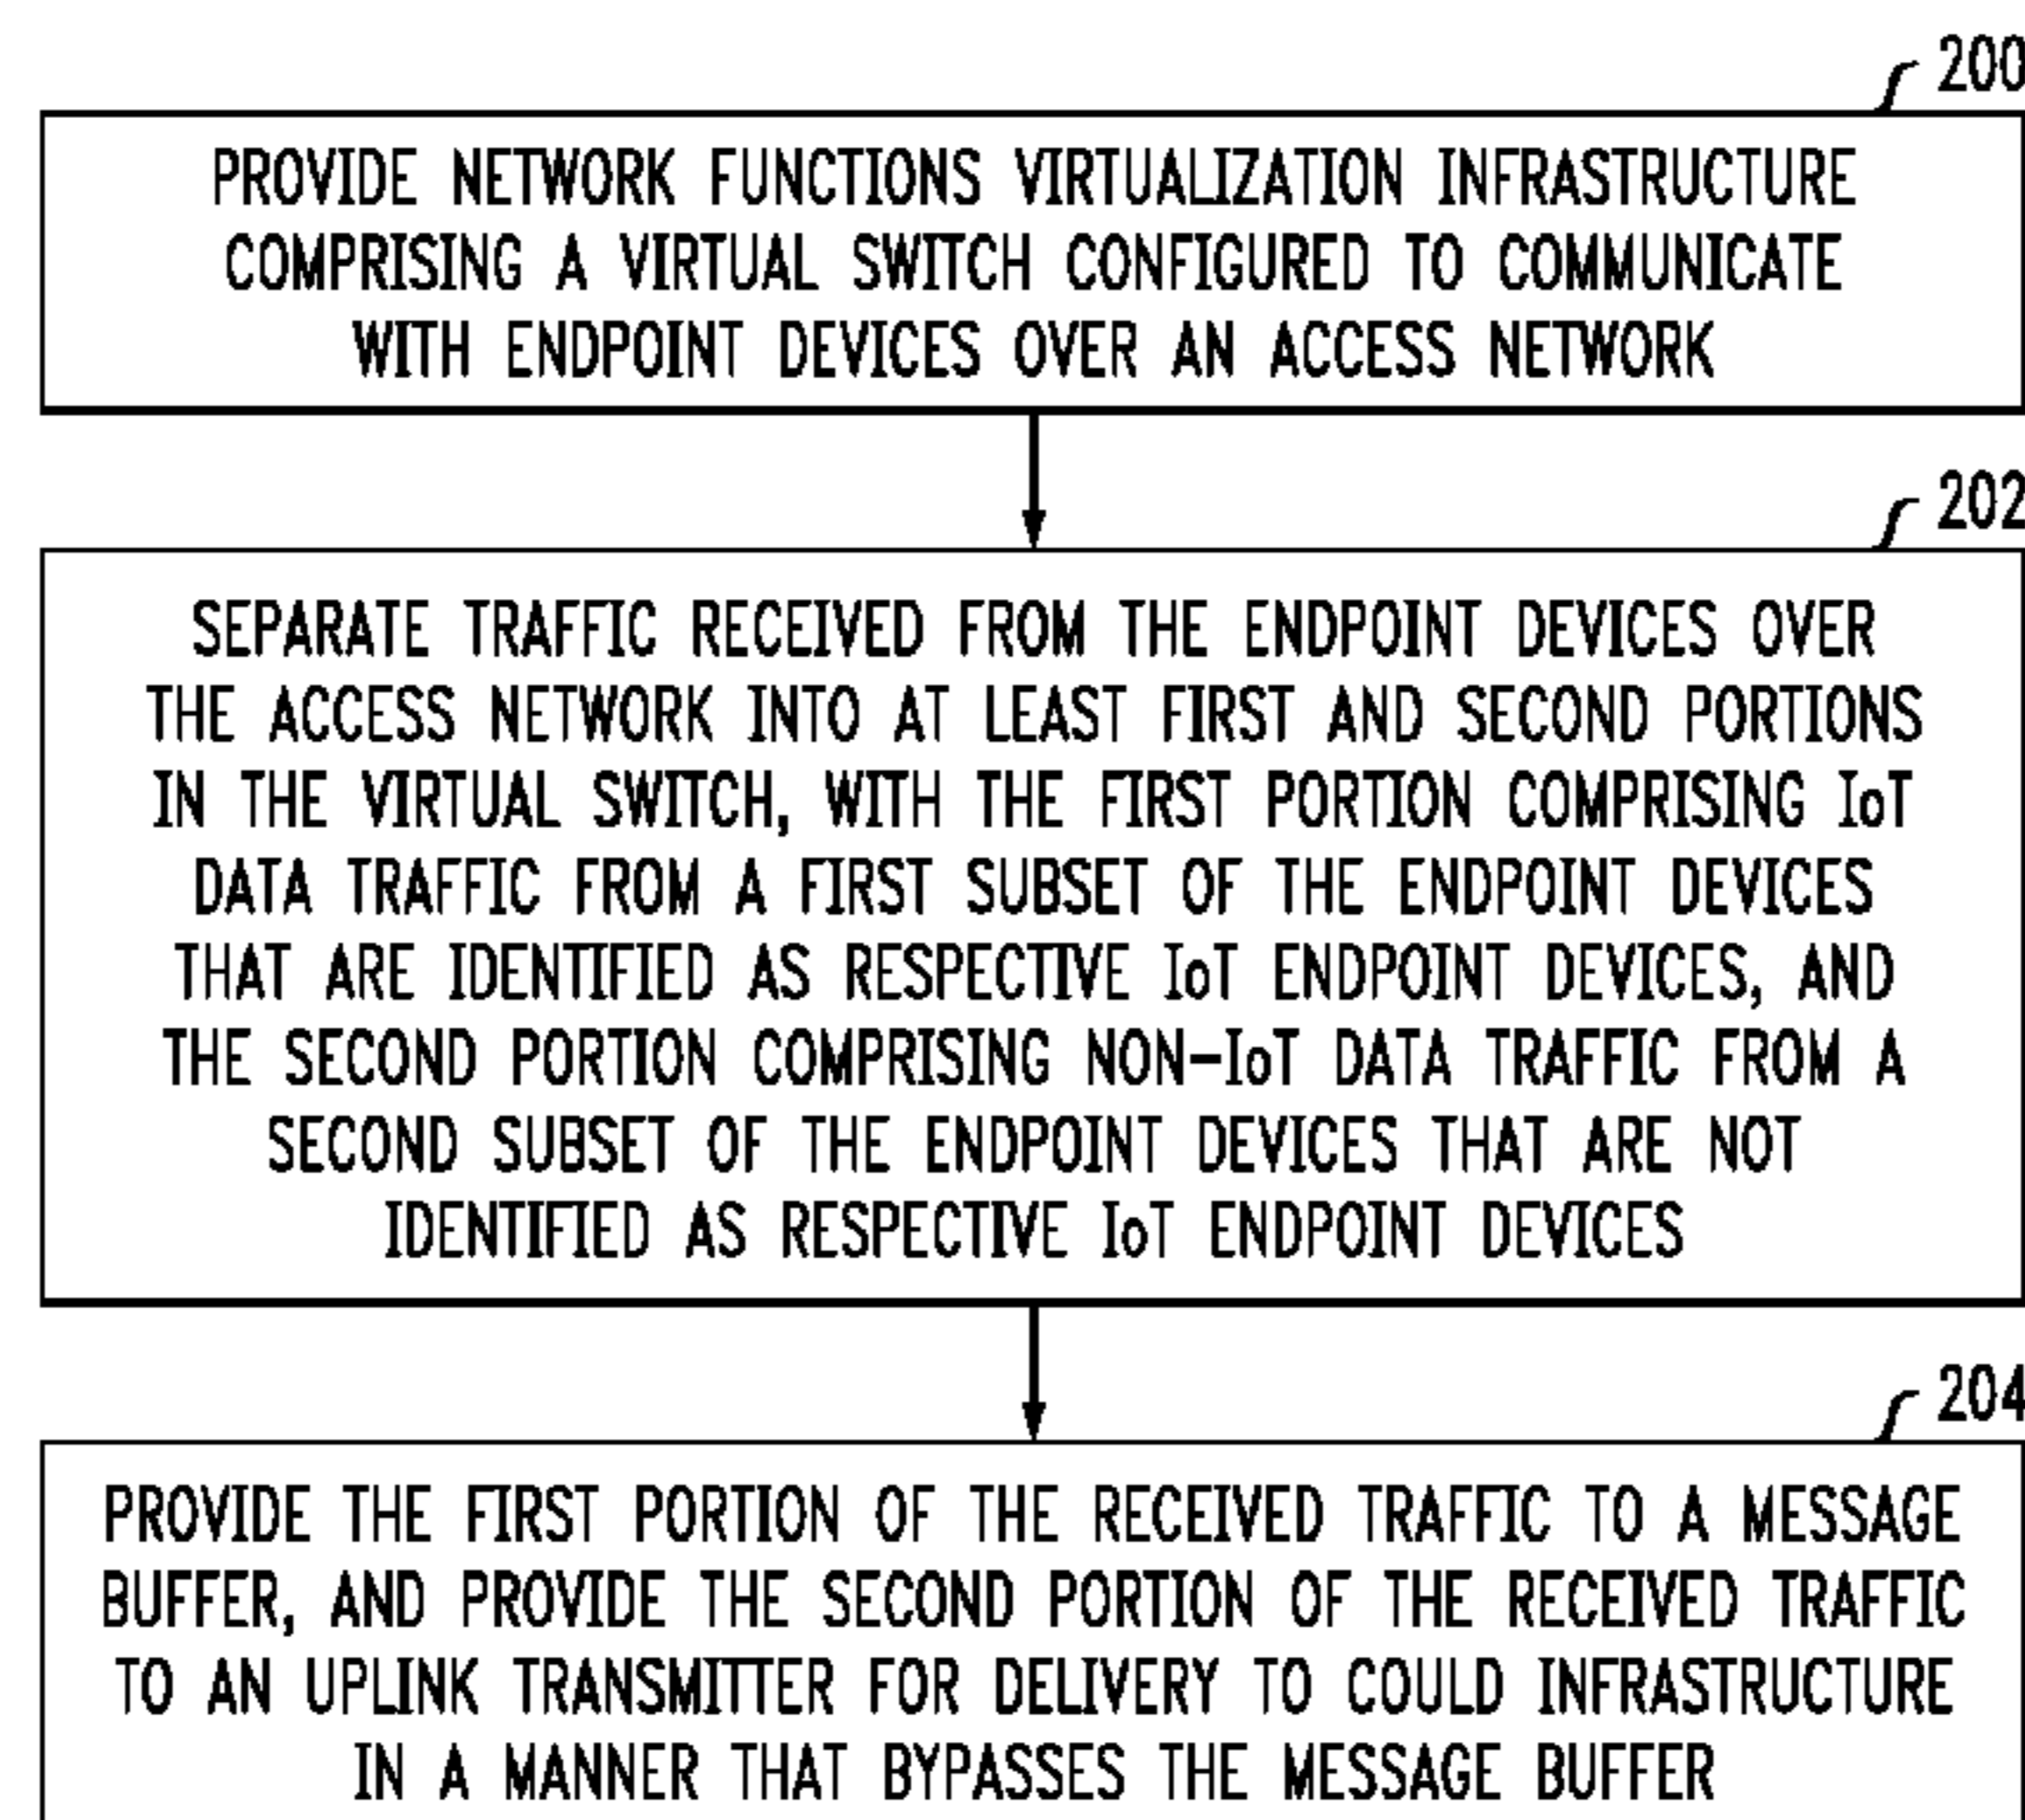 200
PROVIDE NETWORK FUNCTIONS VIRTUALIZATION INFRASTRUCTURE
COMPRISING A VIRTUAL SWITCH CONFIGURED TO COMMUNICATE
WITH ENDPOINT DEVICES OVER AN ACCESS NETWORK
202
SEPARATE TRAFFIC RECEIVED FROM THE ENDPOINT DEVICES OVER
THE ACCESS NETWORK INTO AT LEAST FIRST AND SECOND PORTIONS
IN THE VIRTUAL SWITCH, WITH THE FIRST PORTION COMPRISING IoT
DATA TRAFFIC FROM A FIRST SUBSET OF THE ENDPOINT DEVICES
THAT ARE IDENTIFIED AS RESPECTIVE IoT ENDPOINT DEVICES, AND
THE SECOND PORTION COMPRISING NON-IoT DATA TRAFFIC FROM A
SECOND SUBSET OF THE ENDPOINT DEVICES THAT ARE NOT
IDENTIFIED AS RESPECTIVE IoT ENDPOINT DEVICES
204
PROVIDE THE FIRST PORTION OF THE RECEIVED TRAFFIC TO A MESSAGE
BUFFER, AND PROVIDE THE SECOND PORTION OF THE RECEIVED TRAFFIC
TO AN UPLINK TRANSMITTER FOR DELIVERY TO COULD INFRASTRUCTURE
IN A MANNER THAT BYPASSES THE MESSAGE BUFFER